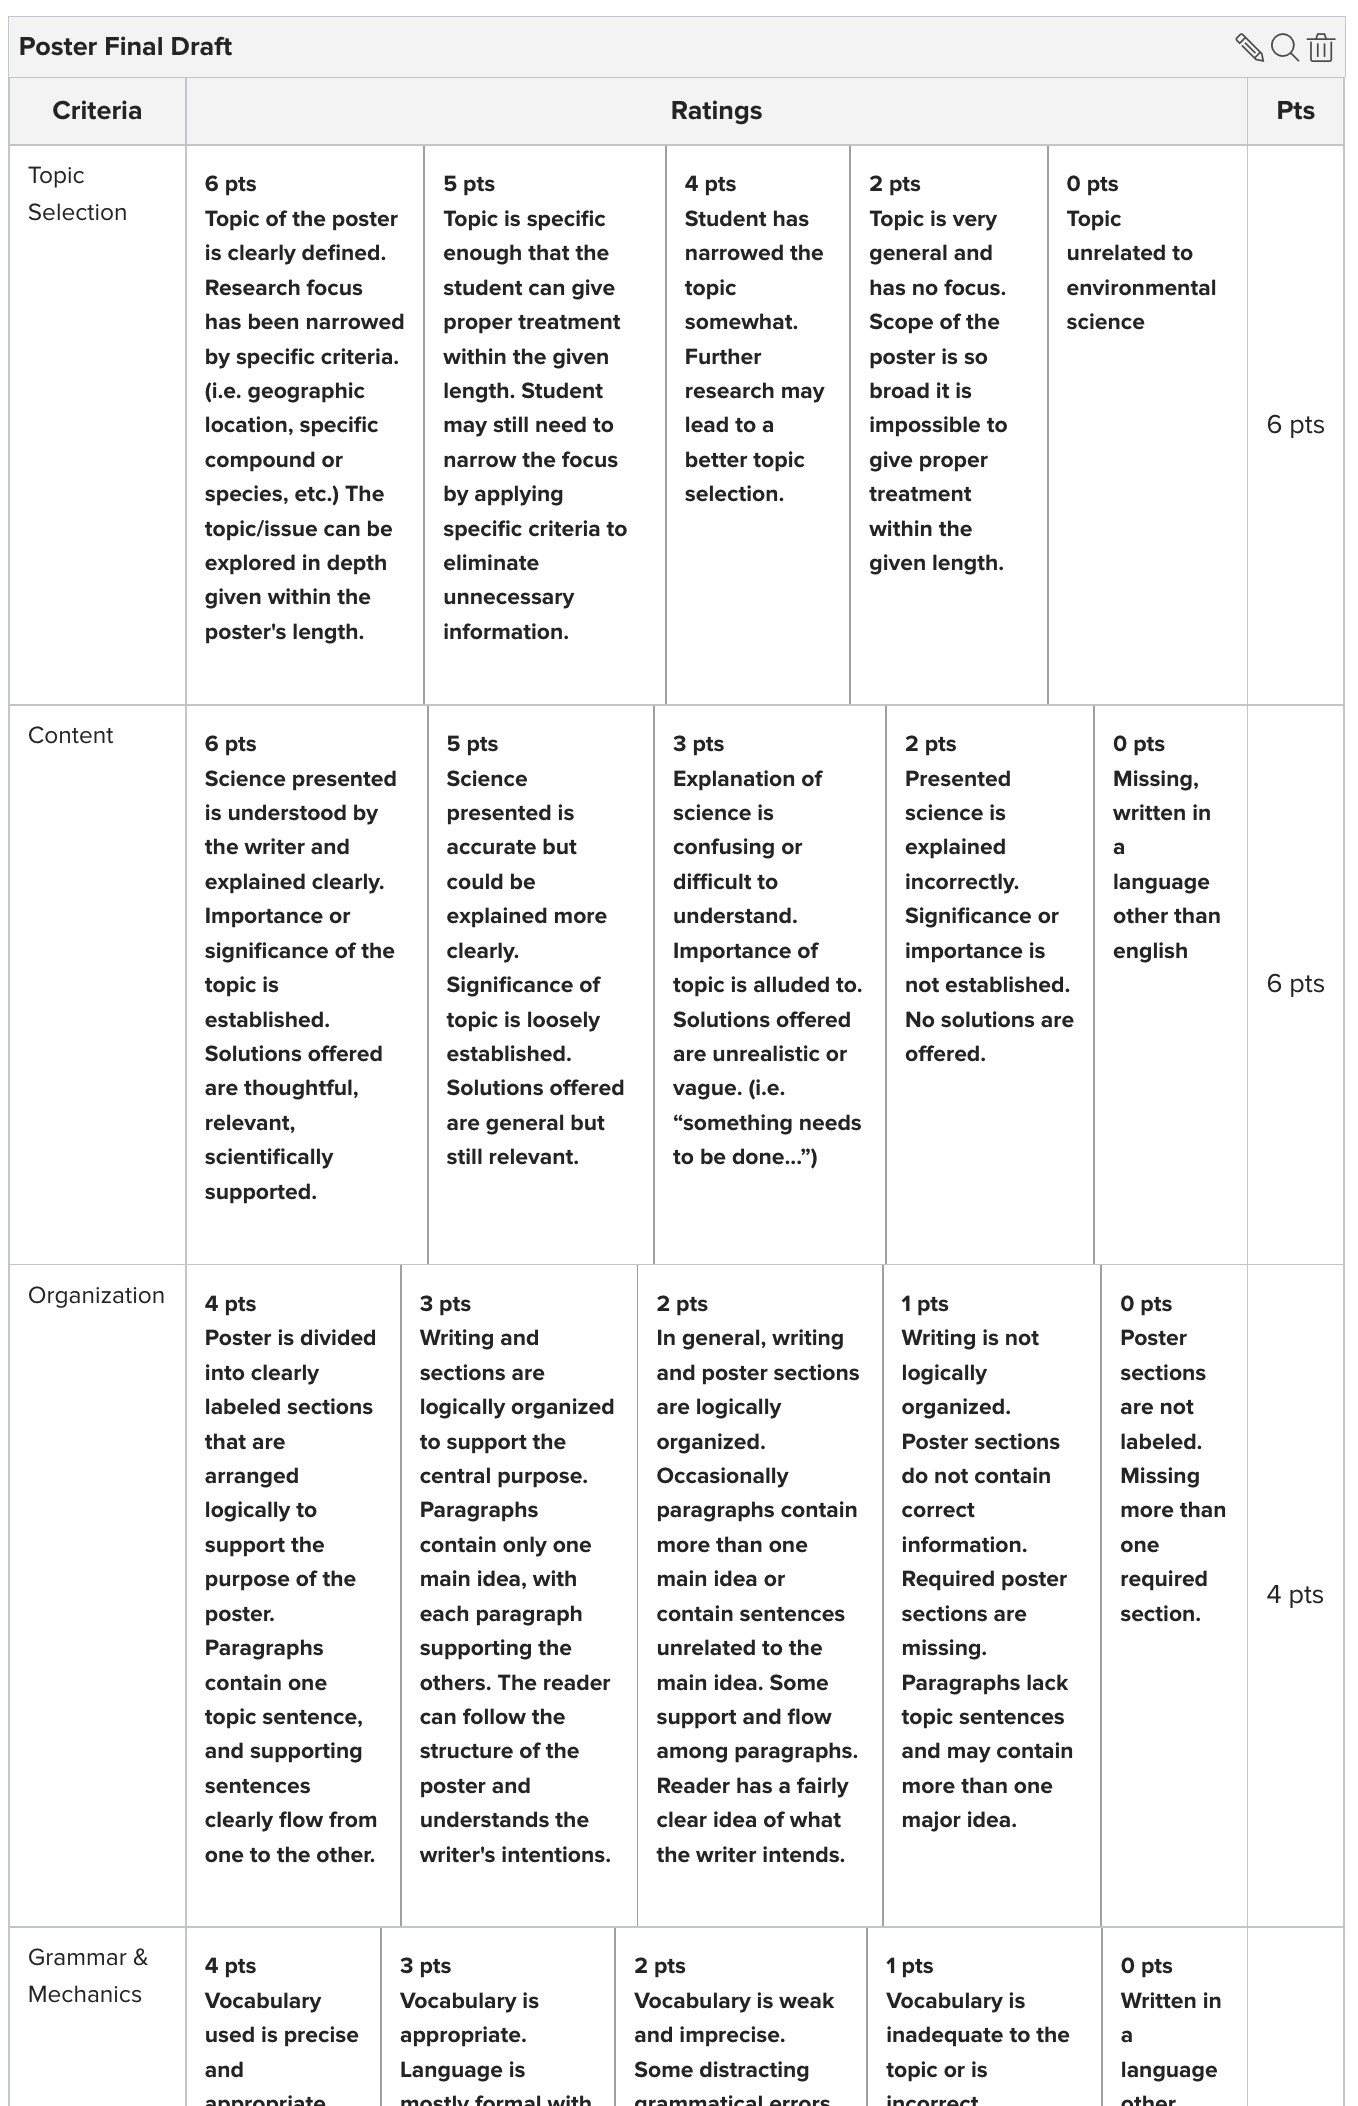 Poster Final Draft
Criteria
Ratings
Pts
Topic
Selection
6 pts
Topic of the poster
is clearly defined.
Research focus
has been narrowed
by specific criteria.
(i.e. geographic
location, specific
compound or
species, etc.) The
topic/issue can be
explored in depth
given within the
poster's length.
5 pts
Topic is specific
enough that the
student can give
proper treatment
within the given
length. Student
may still need to
narrow the focus
by applying
specific criteria to
eliminate
unnecessary
information.
4 pts
Student has
narrowed the
topic
somewhat.
Further
research may
lead to a
better topic
selection.
2 pts
Topic is very
general and
has no focus.
Scope of the
poster is so
broad it is
impossible to
give proper
treatment
within the
given length.
0 pts
Topic
unrelated to
environmental
science
6 pts
Content
6 pts
Science presented
is understood by
the writer and
explained clearly.
Importance or
significance of the
topic is
established.
Solutions offered
are thoughtful,
relevant,
scientifically
supported.
5 pts
Science
presented is
accurate but
could be
explained more
clearly.
Significance of
topic is loosely
established.
Solutions offered
are general but
still relevant.
3 pts
Explanation of
science is
confusing or
difficult to
understand.
Importance of
topic is alluded to.
Solutions offered
are unrealistic or
vague. (i.e.
“something needs
to be done...”)
2 pts
Presented
science is
explained
incorrectly.
Significance or
importance is
not established.
No solutions are
offered.
0 pts
Missing,
written in
a
language
other than
english
6 pts
Organization
4 pts
Poster is divided
into clearly
labeled sections
that are
arranged
logically to
support the
purpose of the
poster.
Paragraphs
contain one
topic sentence,
and supporting
sentences
clearly flow from
one to the other.
3 pts
Writing and
sections are
logically organized
to support the
central purpose.
Paragraphs
contain only one
main idea, with
each paragraph
supporting the
others. The reader
can follow the
structure of the
poster and
understands the
writer's intentions.
2 pts
In general, writing
and poster sections
are logically
organized.
Occasionally
paragraphs contain
more than one
main idea or
contain sentences
unrelated to the
main idea. Some
support and flow
among paragraphs.
Reader has a fairly
clear idea of what
the writer intends.
1 pts
Writing is not
logically
organized.
Poster sections
do not contain
correct
information.
Required poster
sections are
missing.
Paragraphs lack
topic sentences
and may contain
more than one
major idea.
0 pts
Poster
sections
are not
labeled.
Missing
more than
one
required
section.
4 pts
Grammar &
Mechanics
4 pts
Vocabulary
used is precise
and
appropriate
3 pts
Vocabulary is
appropriate.
Language is
mostly formal with
2 pts
Vocabulary is weak
and imprecise.
Some distracting
grammatical errors
1 pts
Vocabulary is
inadequate to the
topic or is
incorrect
0 pts
Written in
a
language
other